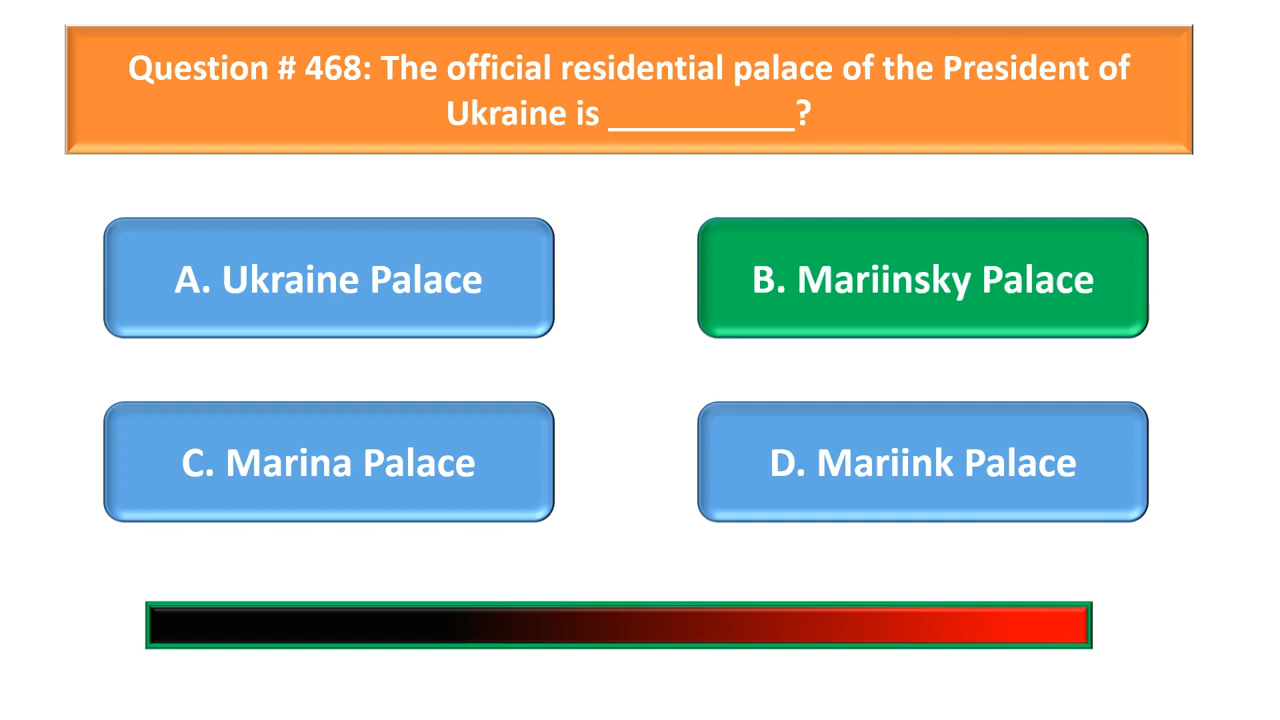 Question # 468: The official residential palace of the President of
Ukraine is __________?
A. Ukraine Palace
B. Mariinsky Palace
C. Marina Palace
D. Mariink Palace